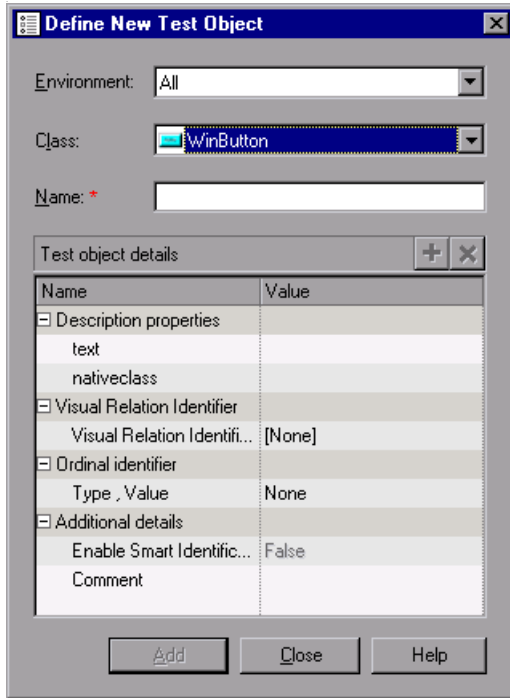 Define New Test Object
Environment: All
Class: WinButton
Name: *
Test object details
Name Value
Description properties
text
nativeclass
Visual Relation Identifier
Visual Relation Identifi... [None]
Ordinal identifier
Type , Value None
Additional details
Enable Smart Identific... False
Comment
Add Close Help